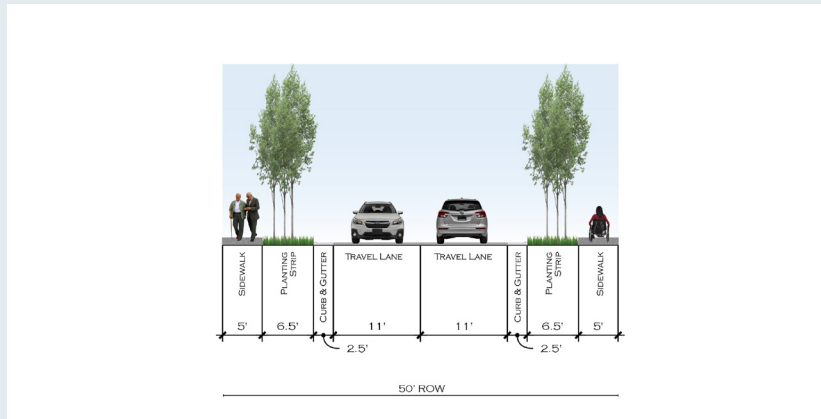 SIDEWALK
PLANTING
STRIP
CURB & GUTTER
TRAVEL LANE
TRAVEL LANE
CURB & GUTTER
PLANTING
STRIP
SIDEWALK
5'
6.5'
11'
11'
6.5'
5'
2.5'
2.5'
50' ROW